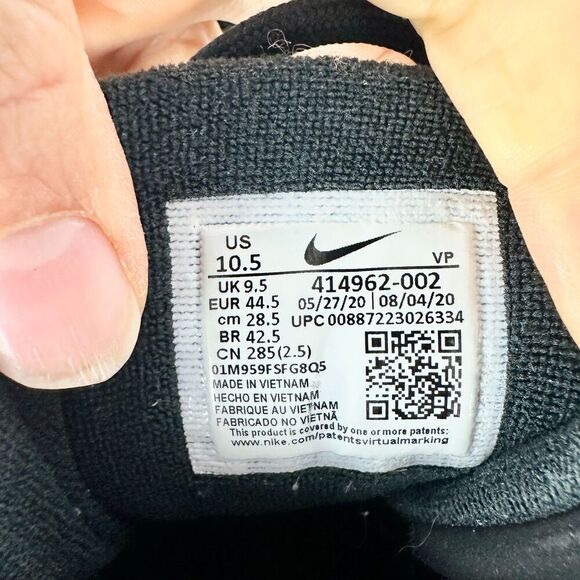 US
10.5
VP
UK 9.5
414962-002
EUR 44.5
05/27/20 | 08/04/20
cm 28.5
UPC 00887223026334
BR 42.5
CN 285(2.5)
01M959FSFG8Q5
MADE IN VIETNAM
HECHO EN VIETNAM
FABRIQUE AU VIETNAM
FABRICADO NO VIETNÃ
This product is covered by one or more patents:
www.nike.com/patentsvirtualmarking